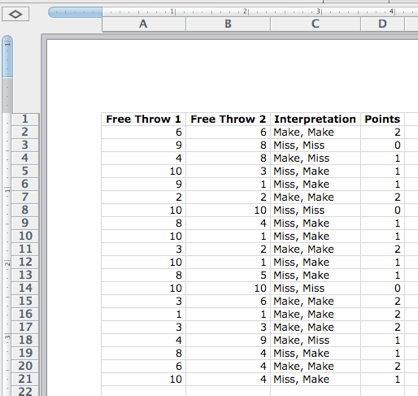 1 2 3 4
A B C D
1
1 Free Throw 1 Free Throw 2 Interpretation Points
2 6 6 Make, Make 2
3 9 8 Miss, Miss 0
4 4 8 Make, Miss 1
5 10 3 Miss, Make 1
6 9 1 Miss, Make 1
7 2 2 Make, Make 2
8 10 10 Miss, Miss 0
9 8 4 Miss, Make 1
10 10 1 Miss, Make 1
11 3 2 Make, Make 2
12 10 1 Miss, Make 1
13 8 5 Miss, Make 1
14 10 10 Miss, Miss 0
15 3 6 Make, Make 2
16 1 1 Make, Make 2
17 3 3 Make, Make 2
18 4 9 Make, Miss 1
19 8 4 Miss, Make 1
20 6 4 Make, Make 2
21 10 4 Miss, Make 1
22